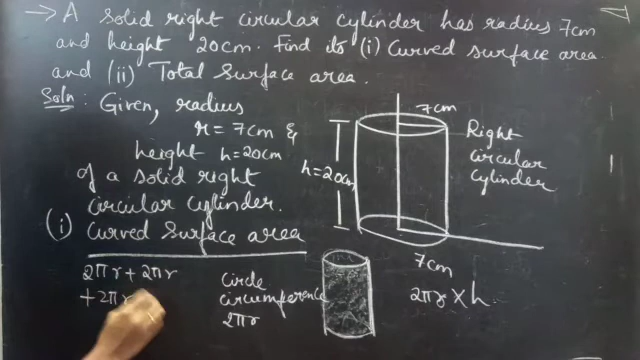 → A solid right circular cylinder has radius 7cm
and height 20cm. Find its (i) Curved surface area
and (ii) Total Surface area.
Soln: Given, radius
r = 7cm &
height h=20cm
of a solid right
circular cylinder.
(i) Curved Surface area
2πr + 2πr
+ 2πr
Circle
circumference
2πr
7cm
h=20cm
Right
circular
cylinder
7cm
2πr × h